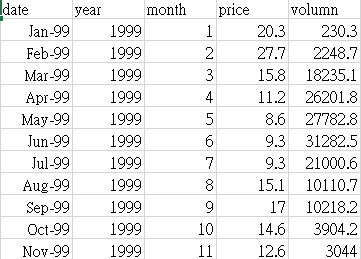 date year month price volumn
Jan-99 1999 1 20.3 230.3
Feb-99 1999 2 27.7 2248.7
Mar-99 1999 3 15.8 18235.1
Apr-99 1999 4 11.2 26201.8
May-99 1999 5 8.6 27782.8
Jun-99 1999 6 9.3 31282.5
Jul-99 1999 7 9.3 21000.6
Aug-99 1999 8 15.1 10110.7
Sep-99 1999 9 17 10218.2
Oct-99 1999 10 14.6 3904.2
Nov-99 1999 11 12.6 3044